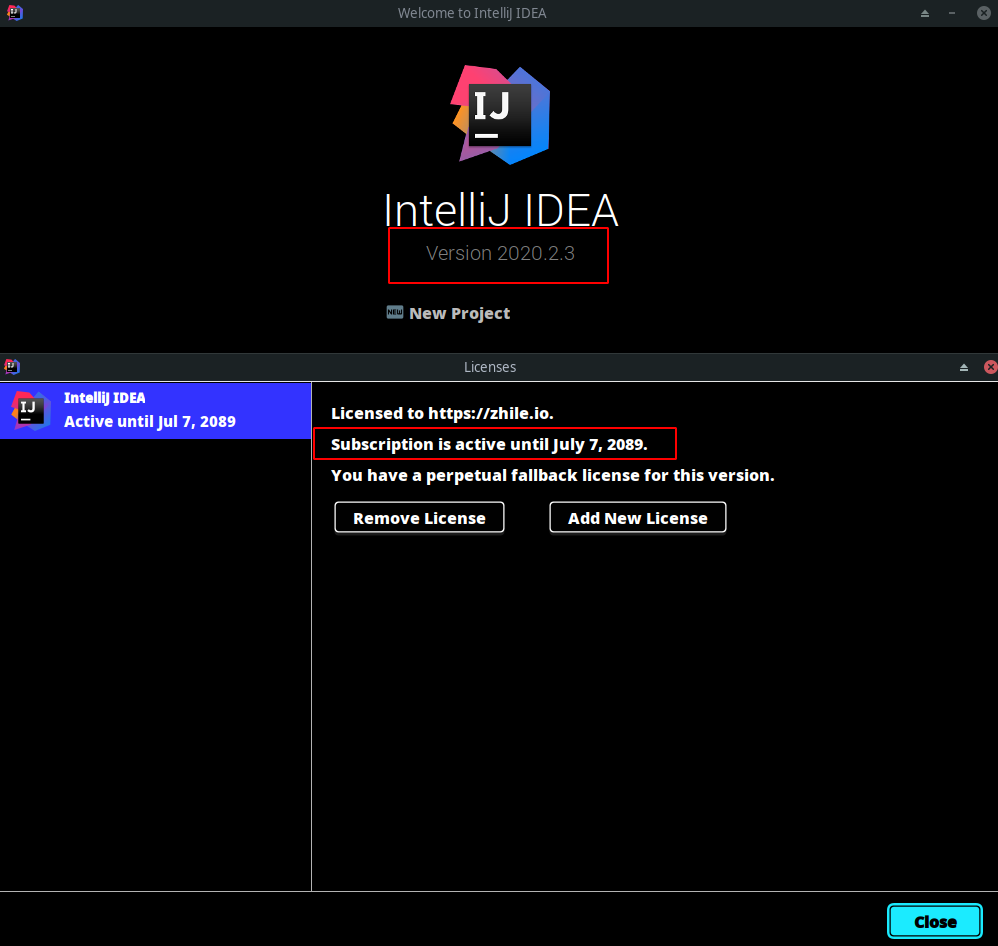 Welcome to IntelliJ IDEA
IJ
IntelliJ IDEA
Version 2020.2.3
NEW New Project
Licenses
IJ IntelliJ IDEA
Active until Jul 7, 2089
Licensed to https://zhile.io.
Subscription is active until July 7, 2089.
You have a perpetual fallback license for this version.
Remove License Add New License
Close